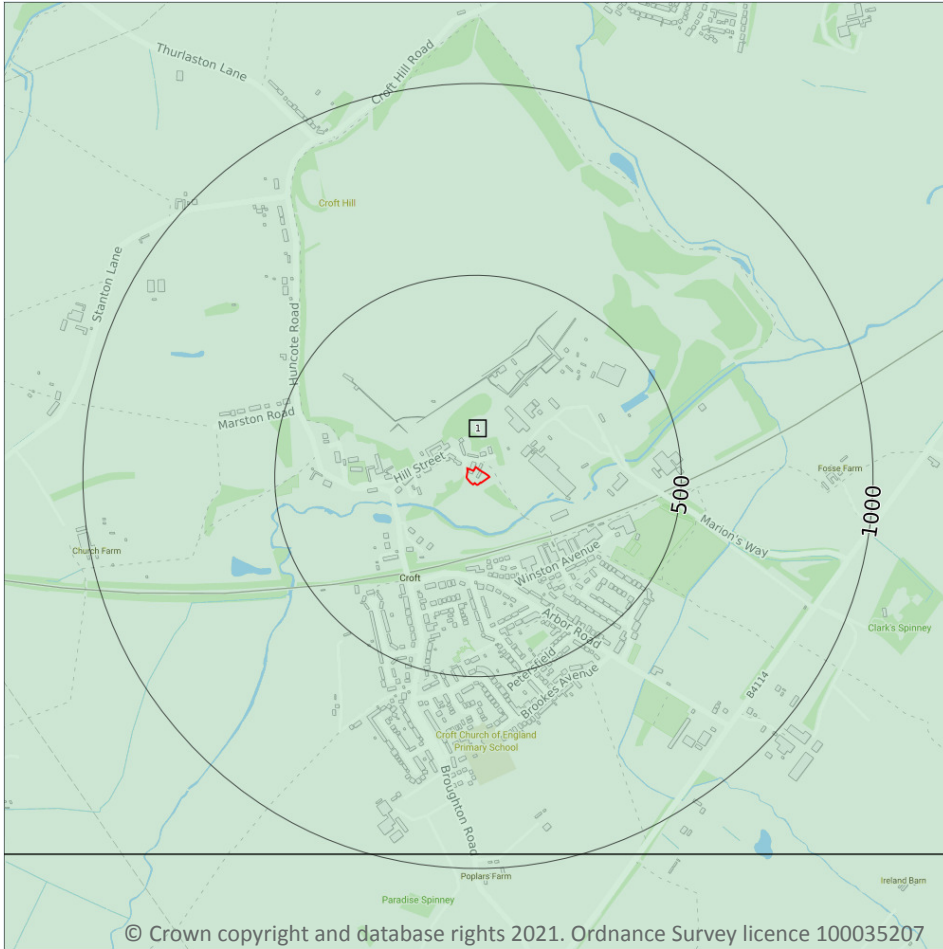 Thurlaston Lane
Croft Hill Road
Croft Hill
Stanton Lane
Huncote Road
Marston Road
1
Hill Street
500
1000
Fosse Farm
Marion's Way
Church Farm
Croft
Winston Avenue
Arbor Road
Clark's Spinney
Petersfield
Brookes Avenue
B4114
Croft Church of England
Primary School
Broughton Road
Poplars Farm
Ireland Barn
Paradise Spinney
© Crown copyright and database rights 2021. Ordnance Survey licence 100035207